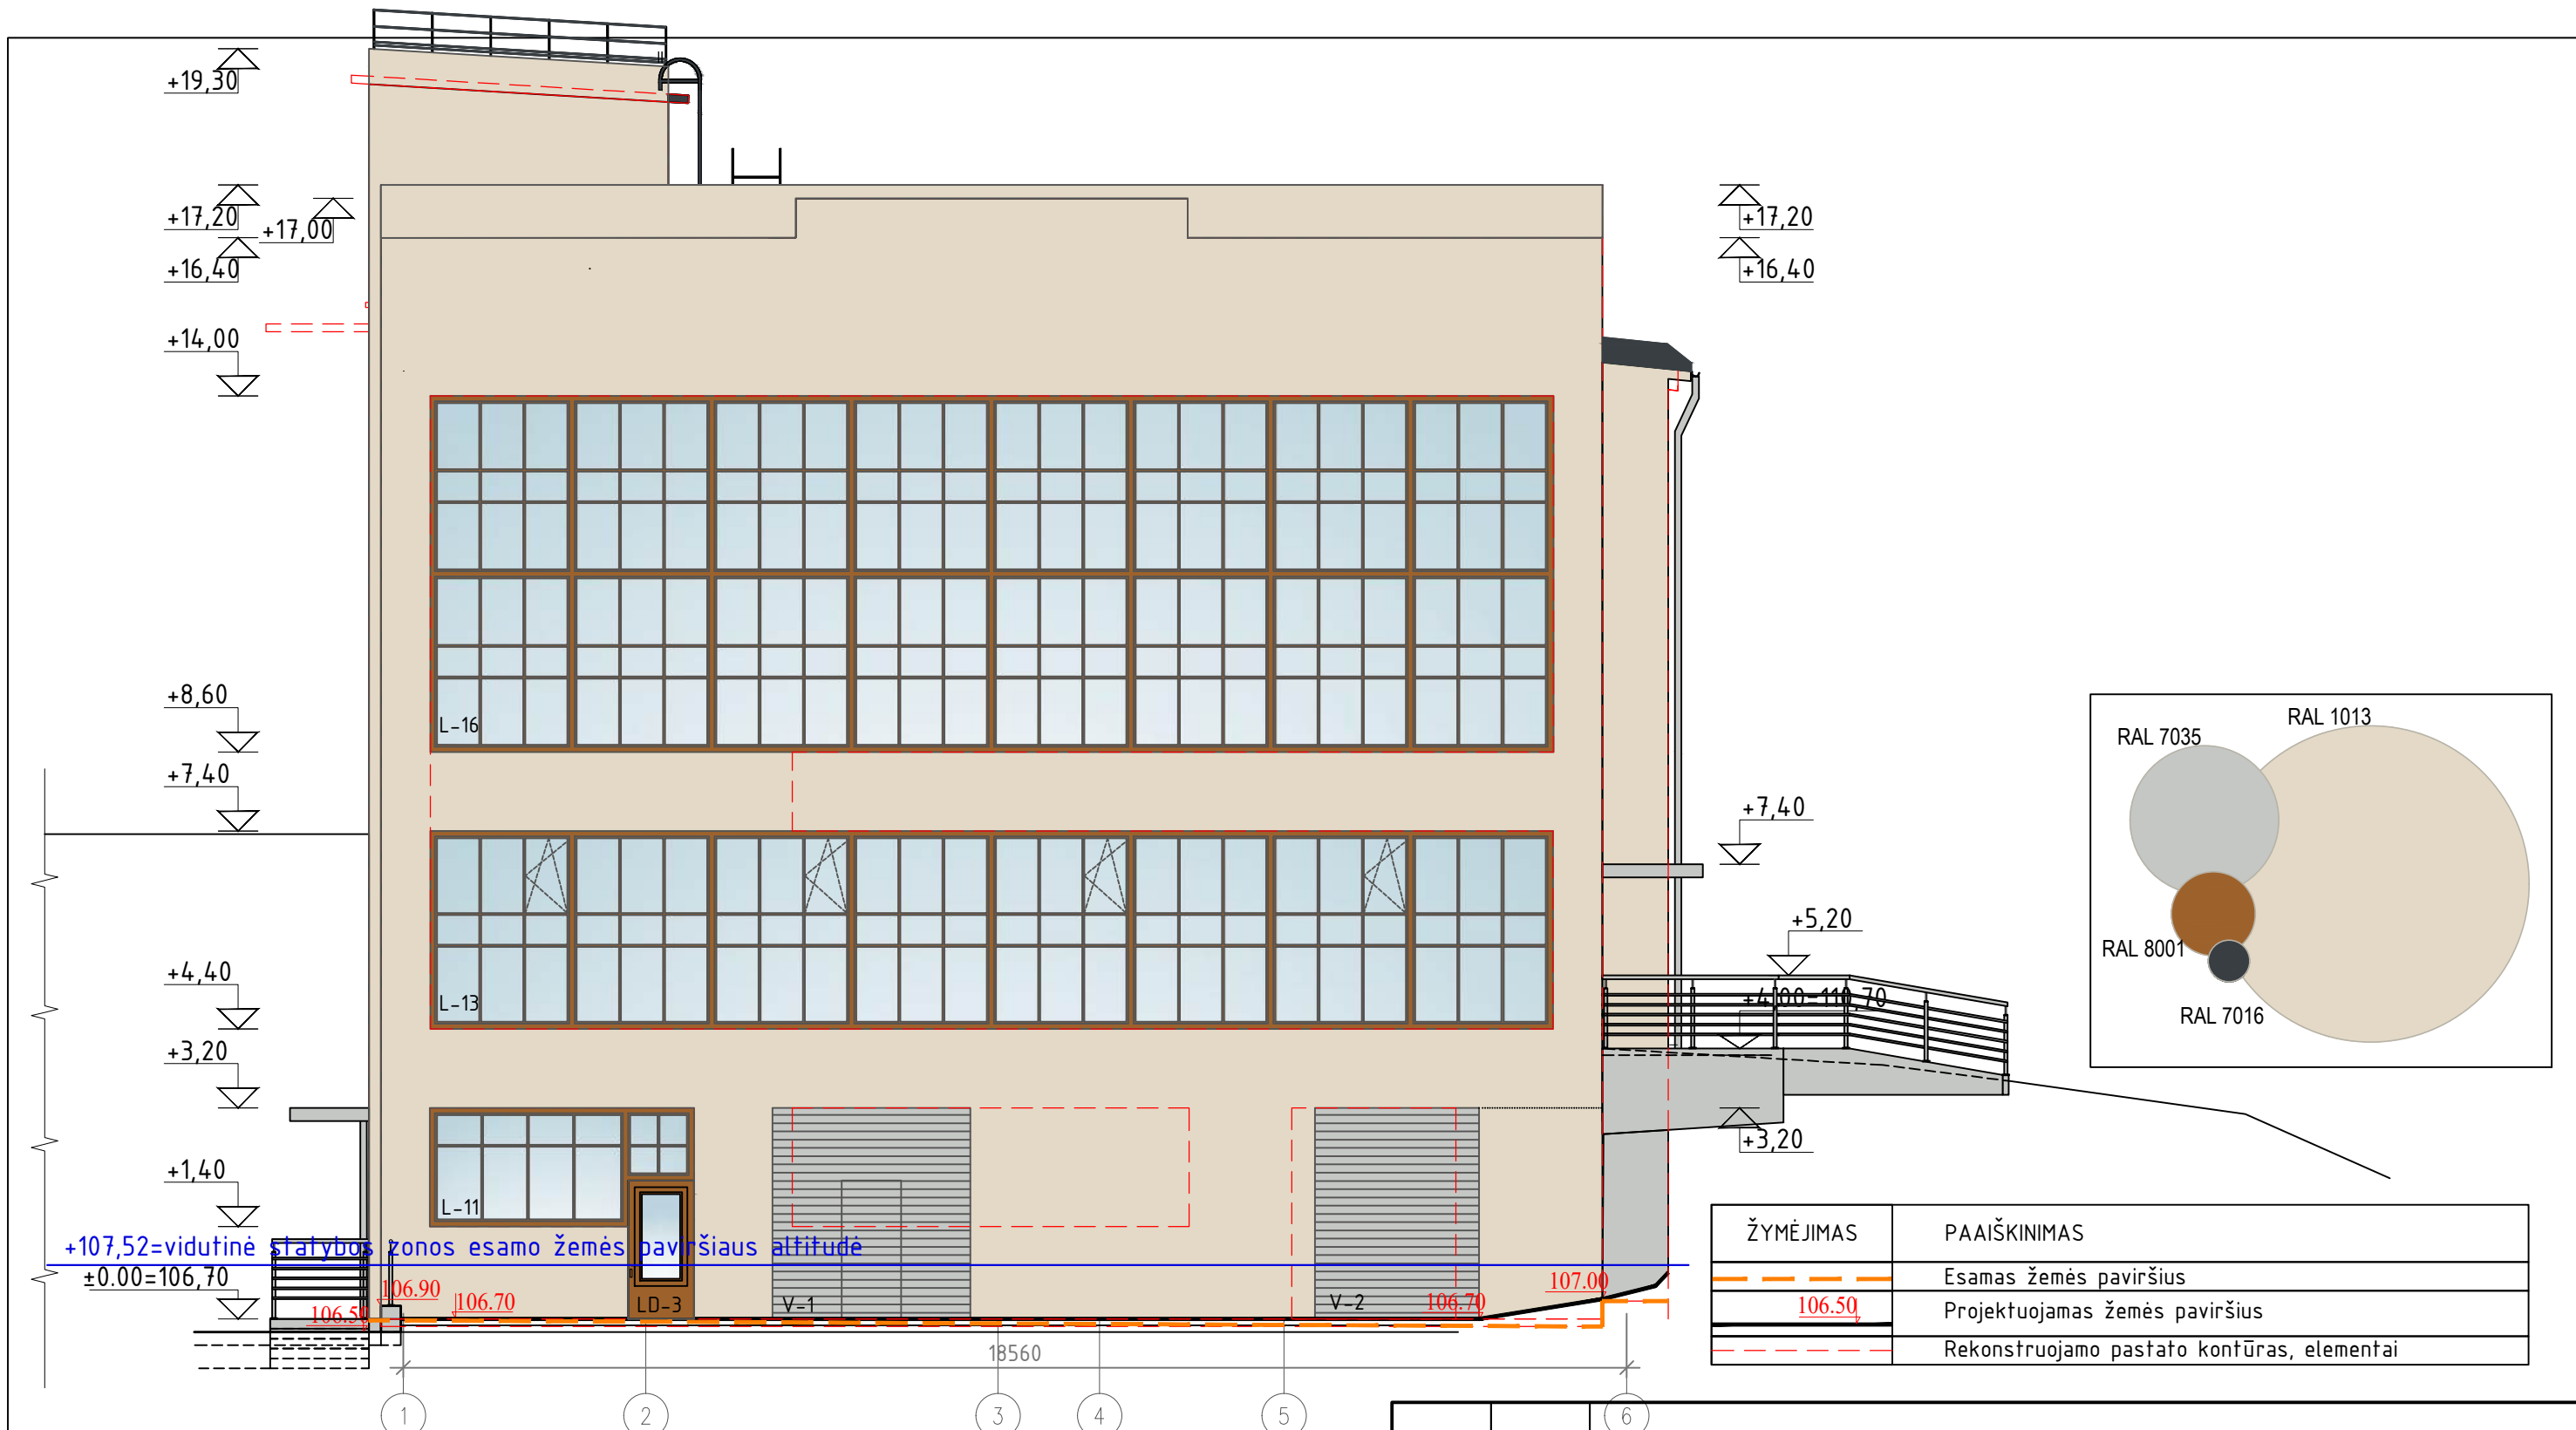 +19,30
+17,20
+17,00
+16,40
+14,00
+8,60
+7,40
+4,40
+3,20
+1,40
+107,52=vidutinė statybos zonos esamo žemės paviršiaus altitudė
±0.00=106,70
106.50
106.90
106.70
L-16
L-13
L-11
LD-3
V-1
V-2
106.70
107.00
18560
1
2
3
4
5
6
+17,20
+16,40
+7,40
+5,20
+4,00=110,70
+3,20
RAL 7035
RAL 1013
RAL 8001
RAL 7016
ŽYMĖJIMAS PAAIŠKINIMAS
Esamas žemės paviršius
106.50 Projektuojamas žemės paviršius
Rekonstruojamo pastato kontūras, elementai